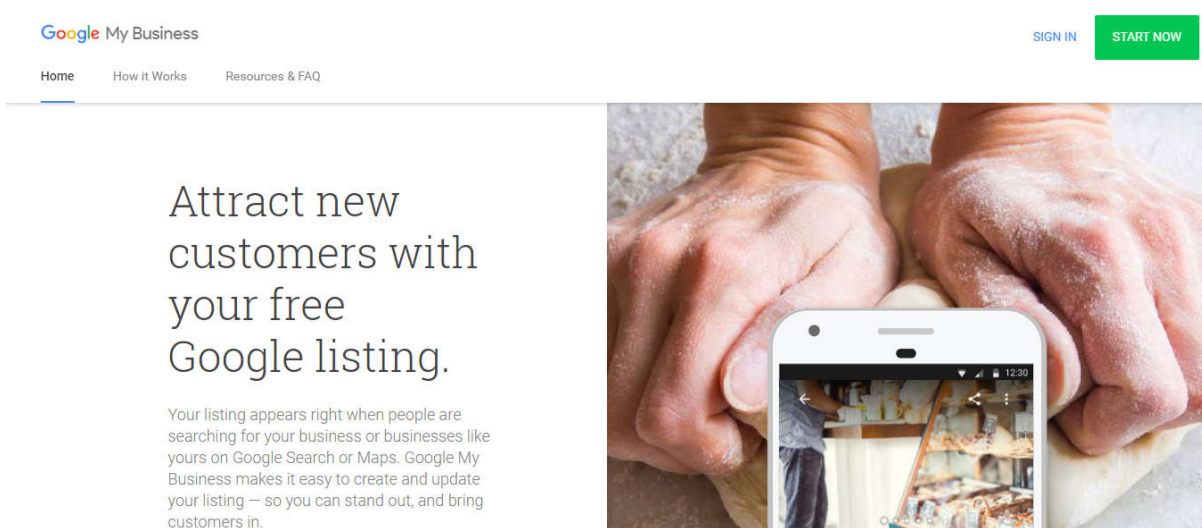 Google My Business
SIGN IN
START NOW
Home
How it Works
Resources & FAQ
Attract new
customers with
your free
Google listing.
Your listing appears right when people are
searching for your business or businesses like
yours on Google Search or Maps. Google My
Business makes it easy to create and update
your listing — so you can stand out, and bring
customers in.
12:30